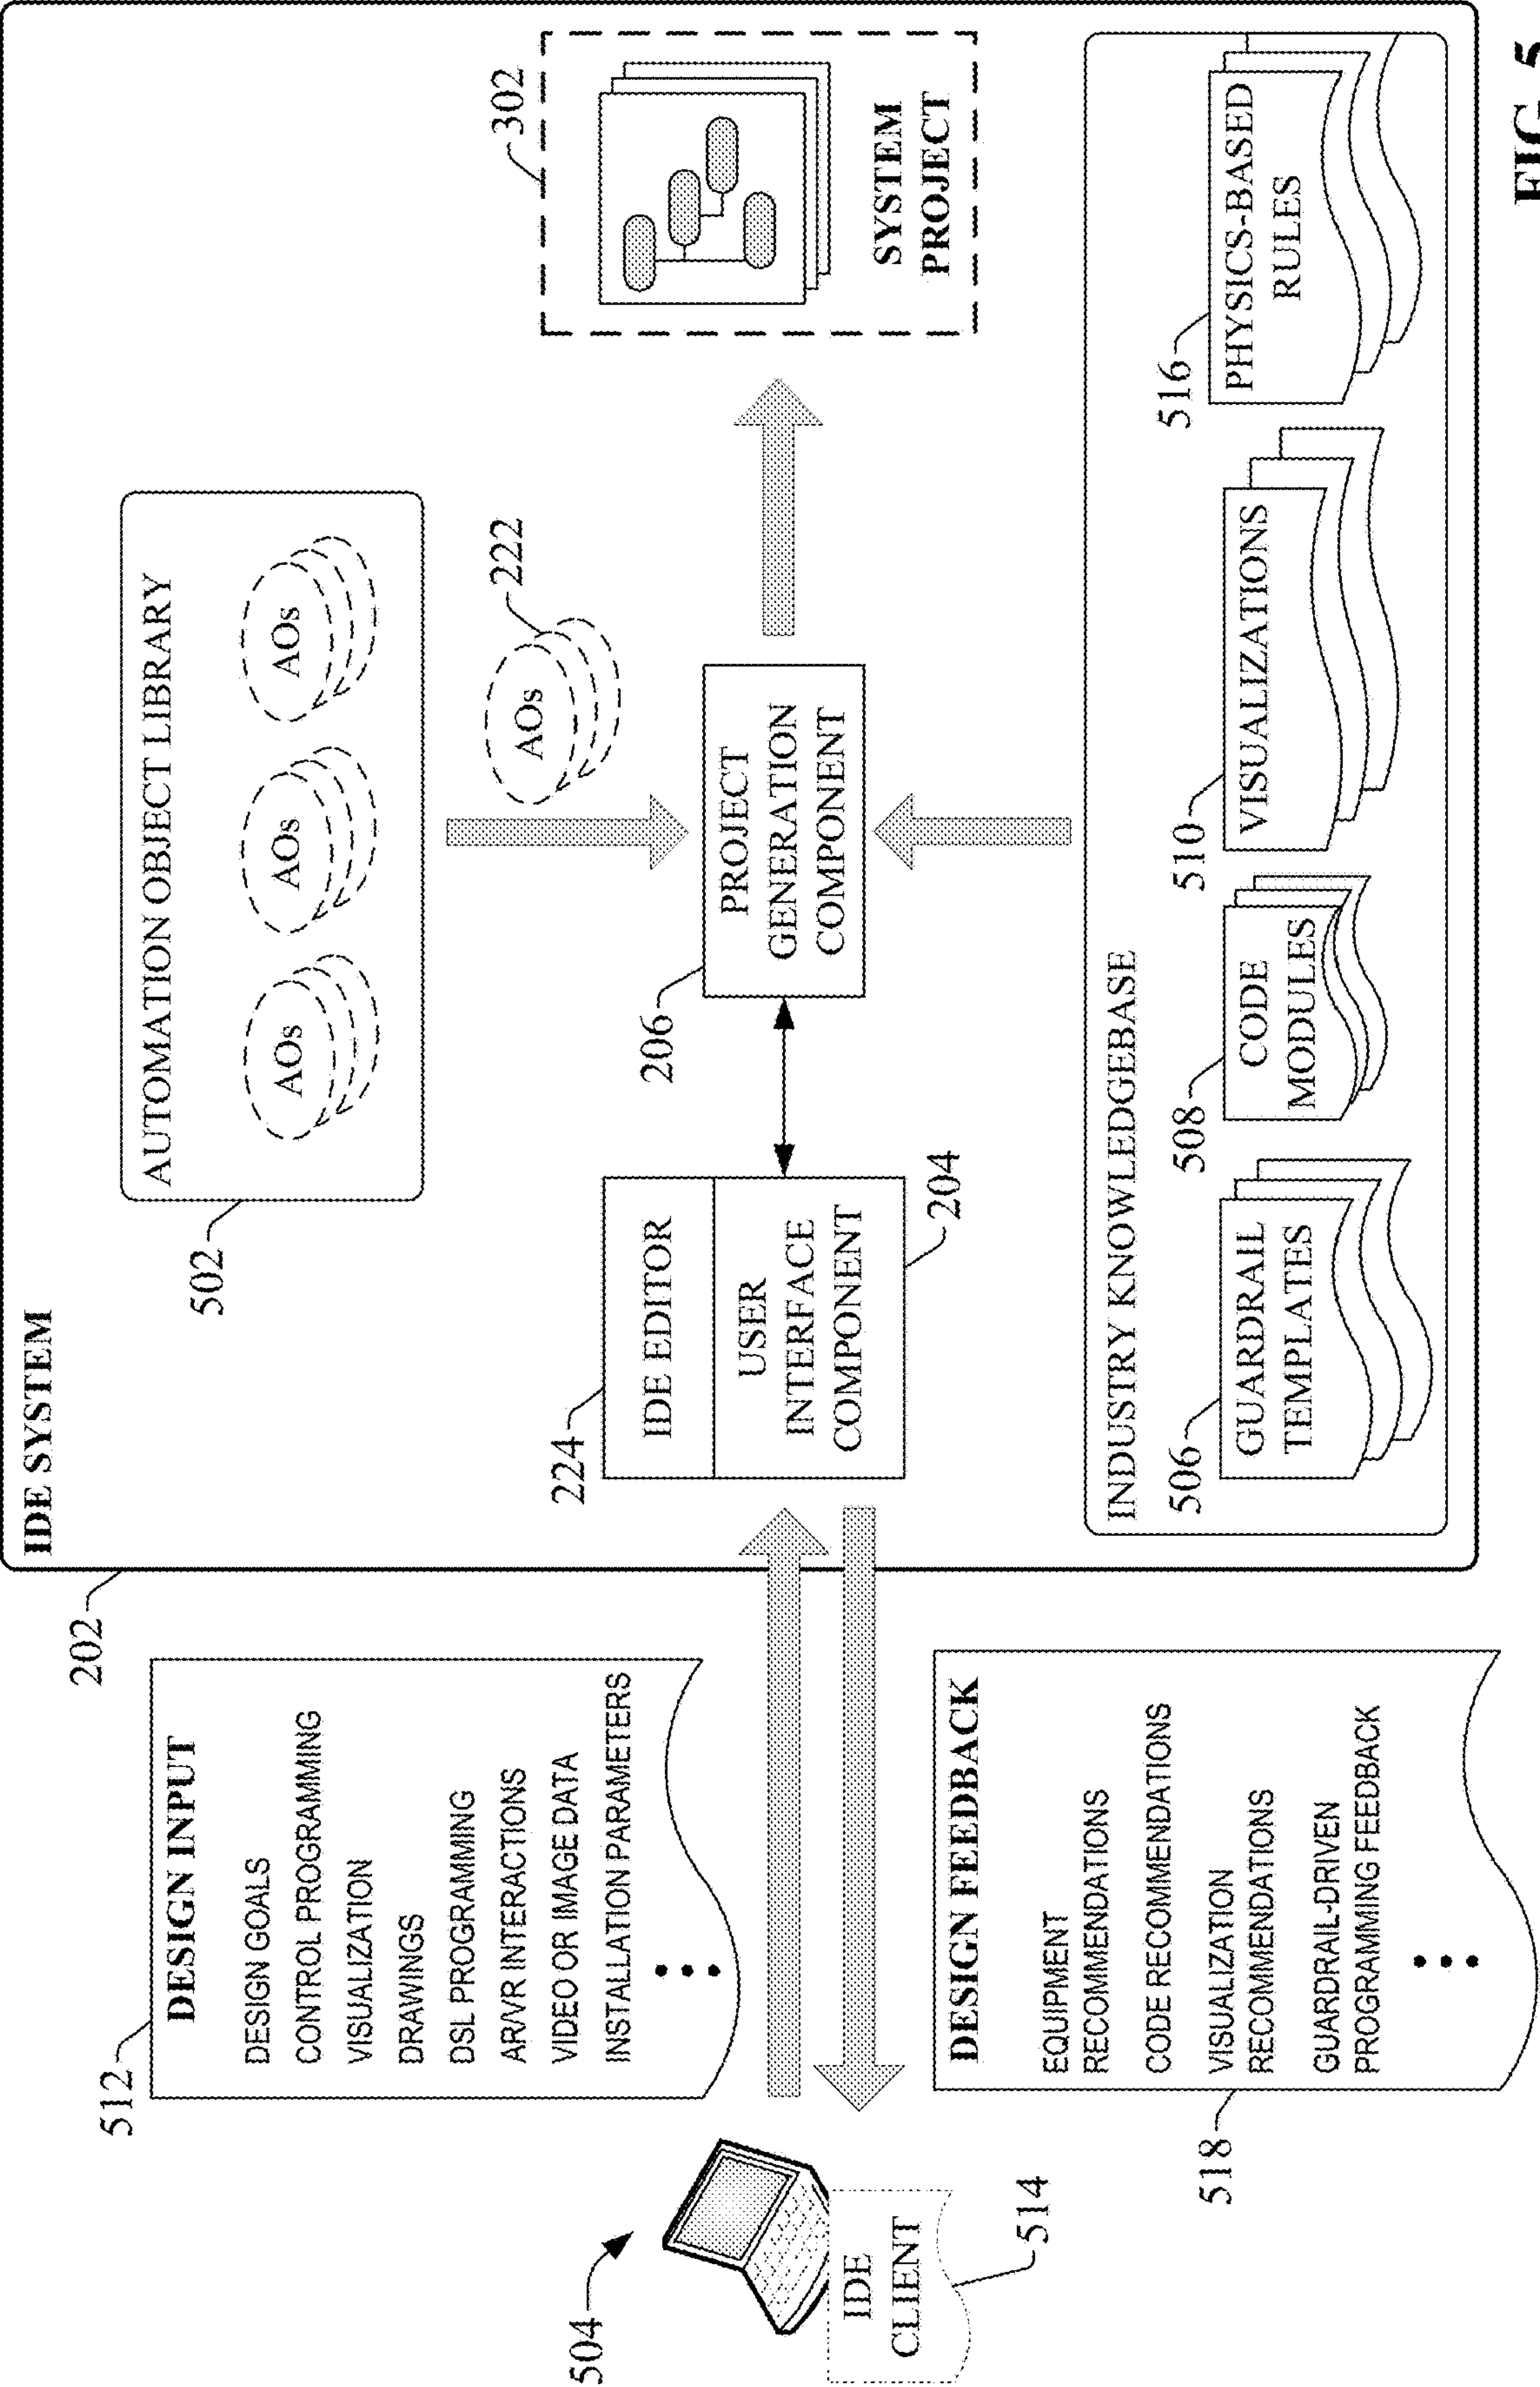 202
IDE SYSTEM
DESIGN INPUT
512
DESIGN GOALS
CONTROL PROGRAMMING
VISUALIZATION
DRAWINGS
DSL PROGRAMMING
AR/VR INTERACTIONS
VIDEO OR IMAGE DATA
INSTALLATION PARAMETERS
502
AUTOMATION OBJECT LIBRARY
AOs
AOs
AOs
AOs
222
302
SYSTEM
PROJECT
504
IDE
CLIENT
514
224
IDE EDITOR
USER
INTERFACE
COMPONENT
204
206
PROJECT
GENERATION
COMPONENT
DESIGN FEEDBACK
518
EQUIPMENT
RECOMMENDATIONS
CODE RECOMMENDATIONS
VISUALIZATION
RECOMMENDATIONS
GUARDRAIL-DRIVEN
PROGRAMMING FEEDBACK
INDUSTRY KNOWLEDGEBASE
506
GUARDRAIL
TEMPLATES
508
CODE
MODULES
510
VISUALIZATIONS
516
PHYSICS-BASED
RULES
FIG. 5